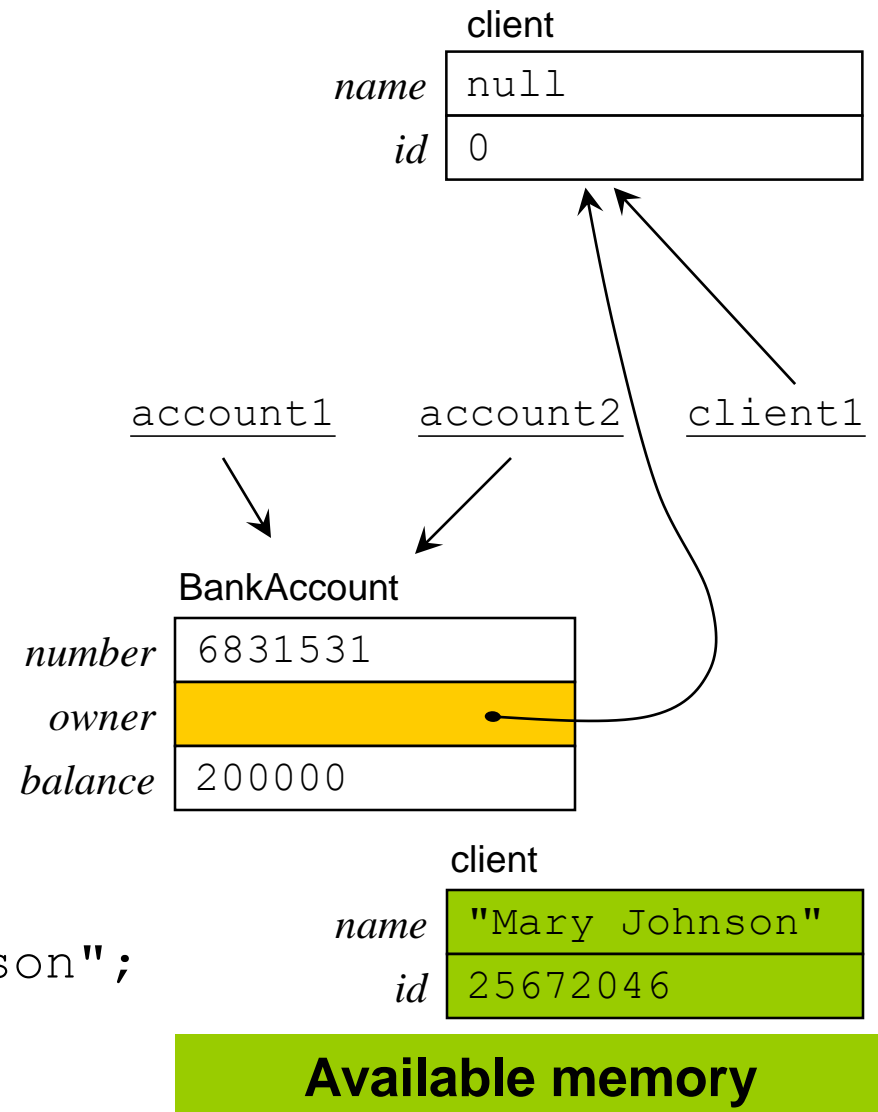 client
name null
id 0
account1 account2 client1
BankAccount
number 6831531
owner
balance 200000
client
name "Mary Johnson"
son";
id 25672046
Available memory